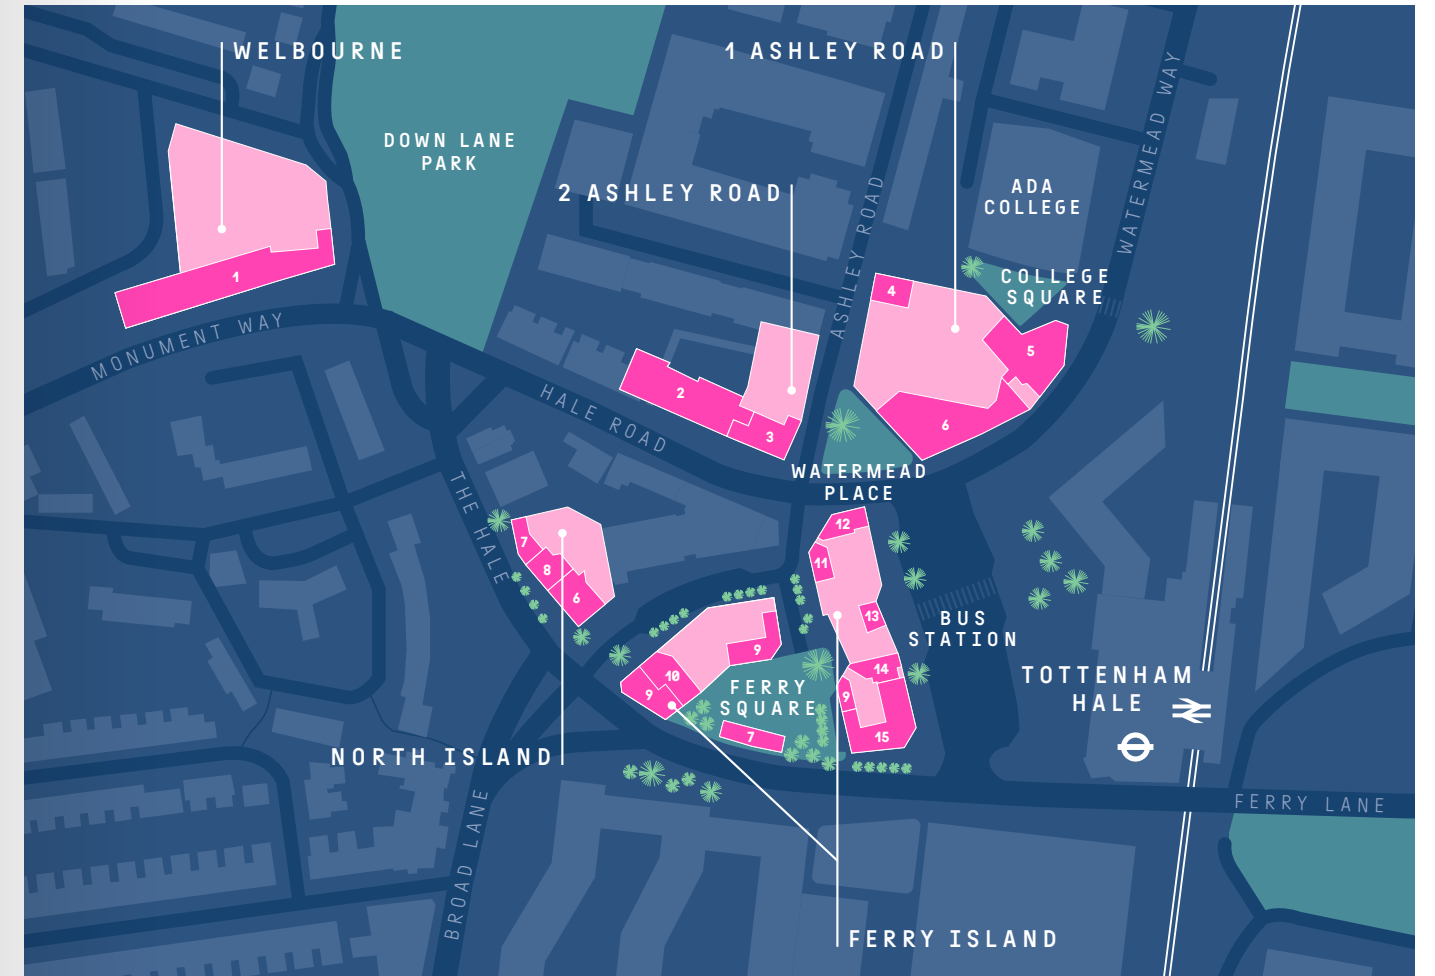 WELBOURNE
1 ASHLEY ROAD
DOWN LANE
PARK
2 ASHLEY ROAD
ADA
COLLEGE
WATERMEAD WAY
ASHLEY ROAD
COLLEGE
SQUARE
1
4
5
MONUMENT WAY
2
3
6
HALE ROAD
WATERMEAD
PLACE
THE HALE
7
8
6
12
11
13
BUS
STATION
9
10
9
14
9
15
FERRY
SQUARE
7
TOTTENHAM
HALE
NORTH ISLAND
BROAD LANE
FERRY LANE
FERRY ISLAND